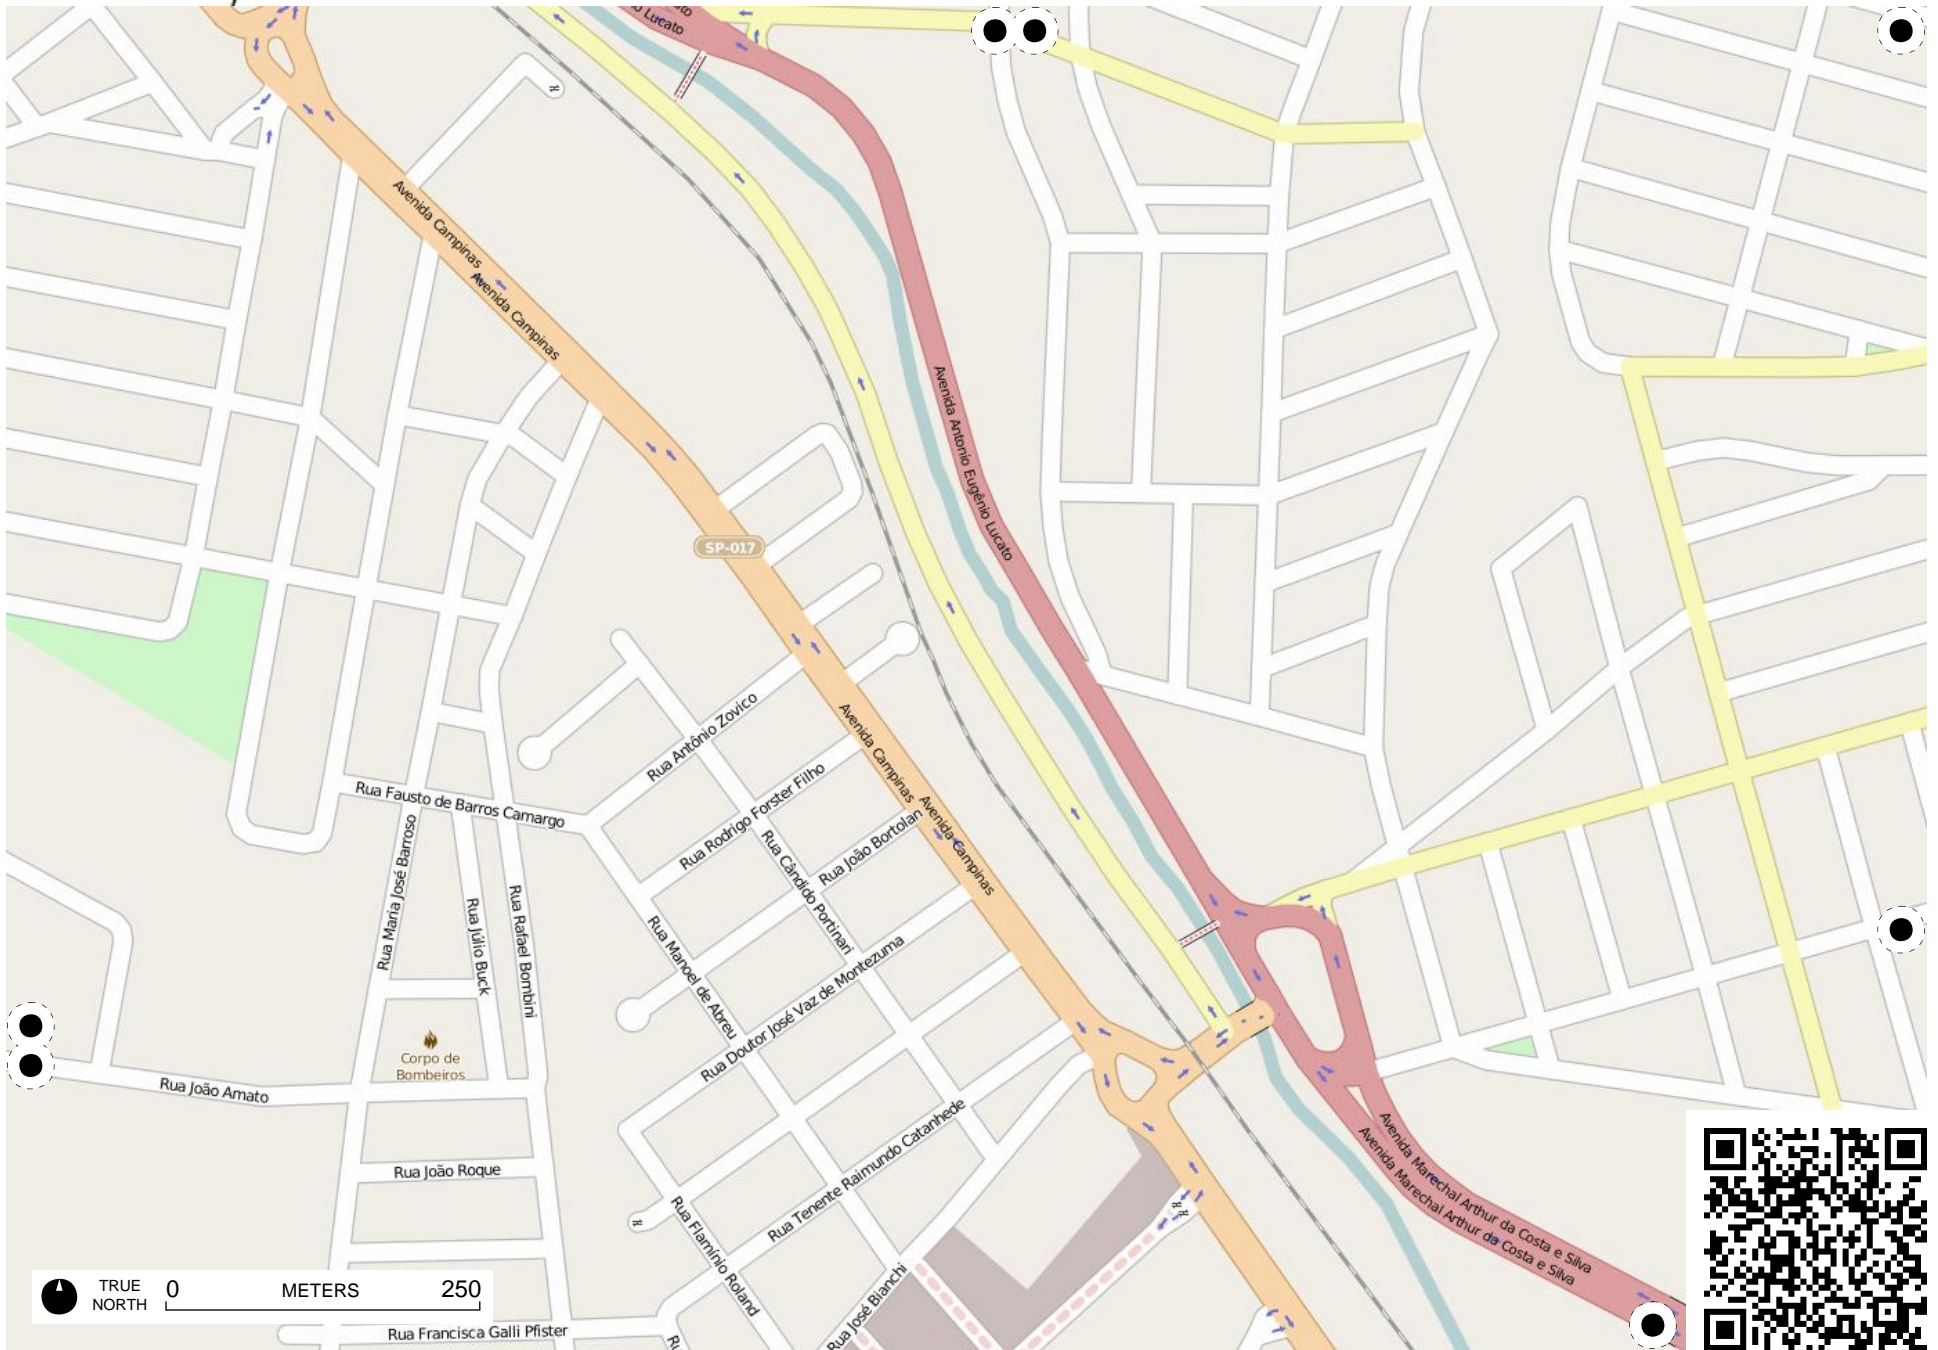 Lucato
Avenida Campinas
Avenida Campinas
Avenida Antonio Eugênio Lucato
SP-017
Rua Antônio Zovico
Avenida Campinas
Avenida Campinas
Rua Rodrigo Forster Filho
Rua João Bortolan
Rua Fausto de Barros Camargo
Rua Cândido Portinari
Rua Maria José Barroso
Rua Júlio Buck
Rua Rafael Bombini
Rua Manoel de Abreu
Rua Doutor José Vaz de Montezuma
Corpo de
Bombeiros
Rua João Amato
Rua Tenente Raimundo Catanhede
Rua João Roque
Rua Flamínio Roland
Avenida Marechal Arthur da Costa e Silva
Avenida Marechal Arthur da Costa e Silva
Rua José Bianchi
TRUE
NORTH
0 METERS 250
Rua Francisca Galli Pfister